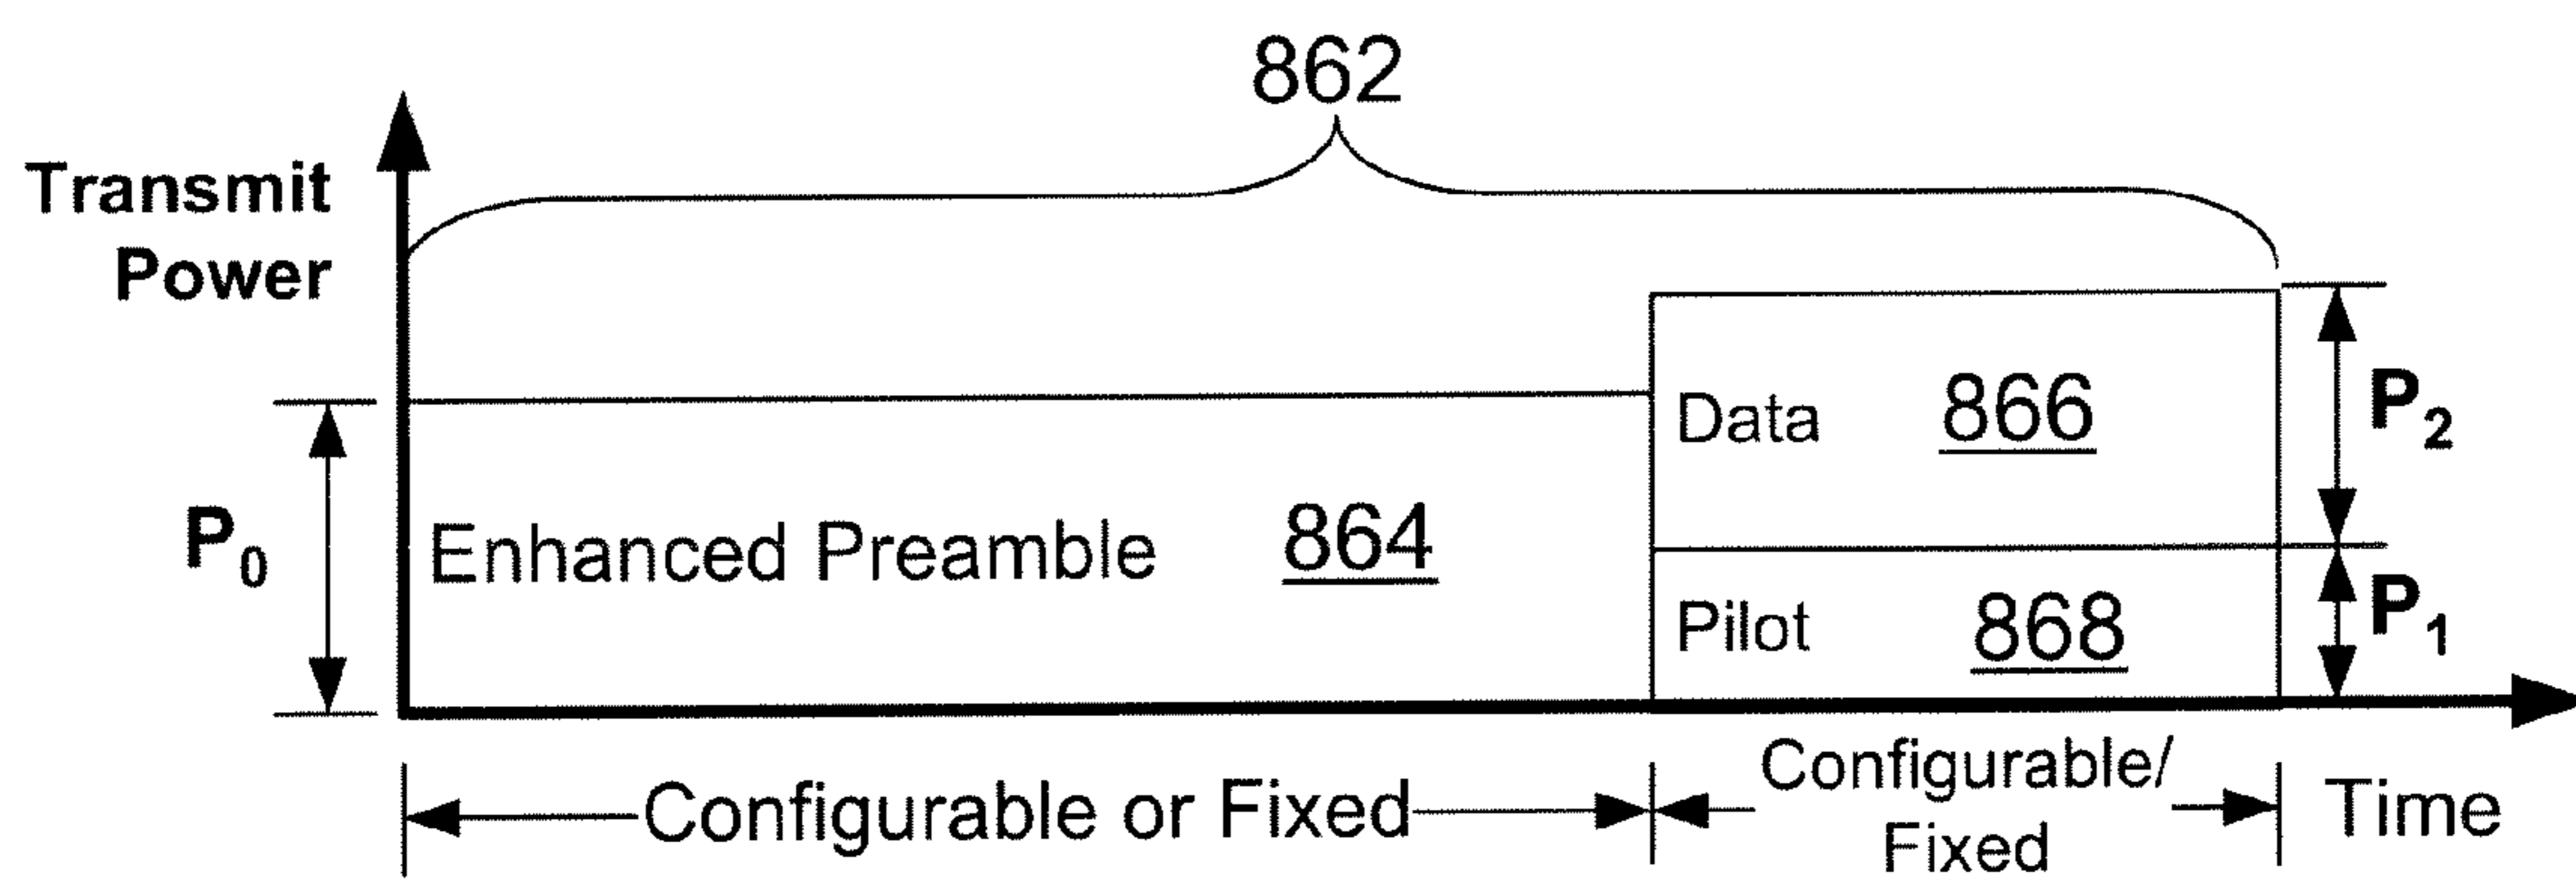 862
Transmit
Power
Data 866
P2
P0
Enhanced Preamble 864
Pilot 868
P1
Configurable or Fixed
Configurable/
Fixed
Time